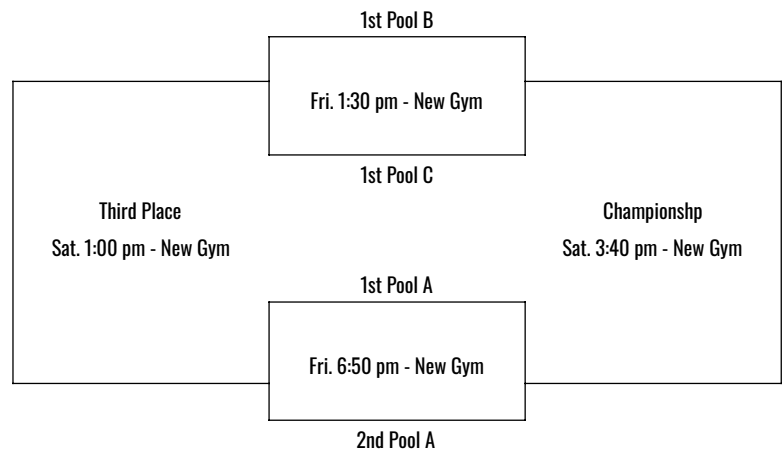 1st Pool B
Fri. 1:30 pm - New Gym
1st Pool C
Third Place
Sat. 1:00 pm - New Gym
Championshp
Sat. 3:40 pm - New Gym
1st Pool A
Fri. 6:50 pm - New Gym
2nd Pool A